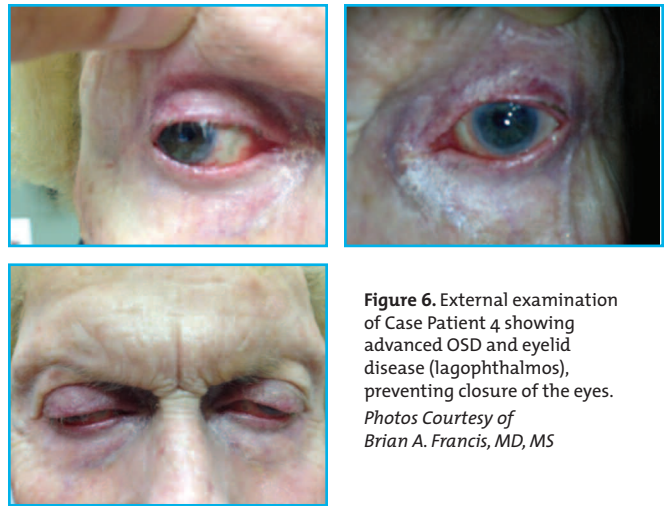 Figure 6. External examination
of Case Patient 4 showing
advanced OSD and eyelid
disease (lagophthalmos),
preventing closure of the eyes.
Photos Courtesy of
Brian A. Francis, MD, MS